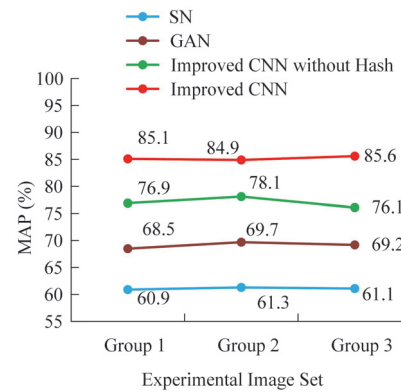 SN
GAN
Improved CNN without Hash
Improved CNN
100
95
90
85
80
75
70
65
60
55
MAP (%)
85.1
84.9
85.6
76.9
78.1
76.1
68.5
69.7
69.2
60.9
61.3
61.1
Group 1
Group 2
Group 3
Experimental Image Set